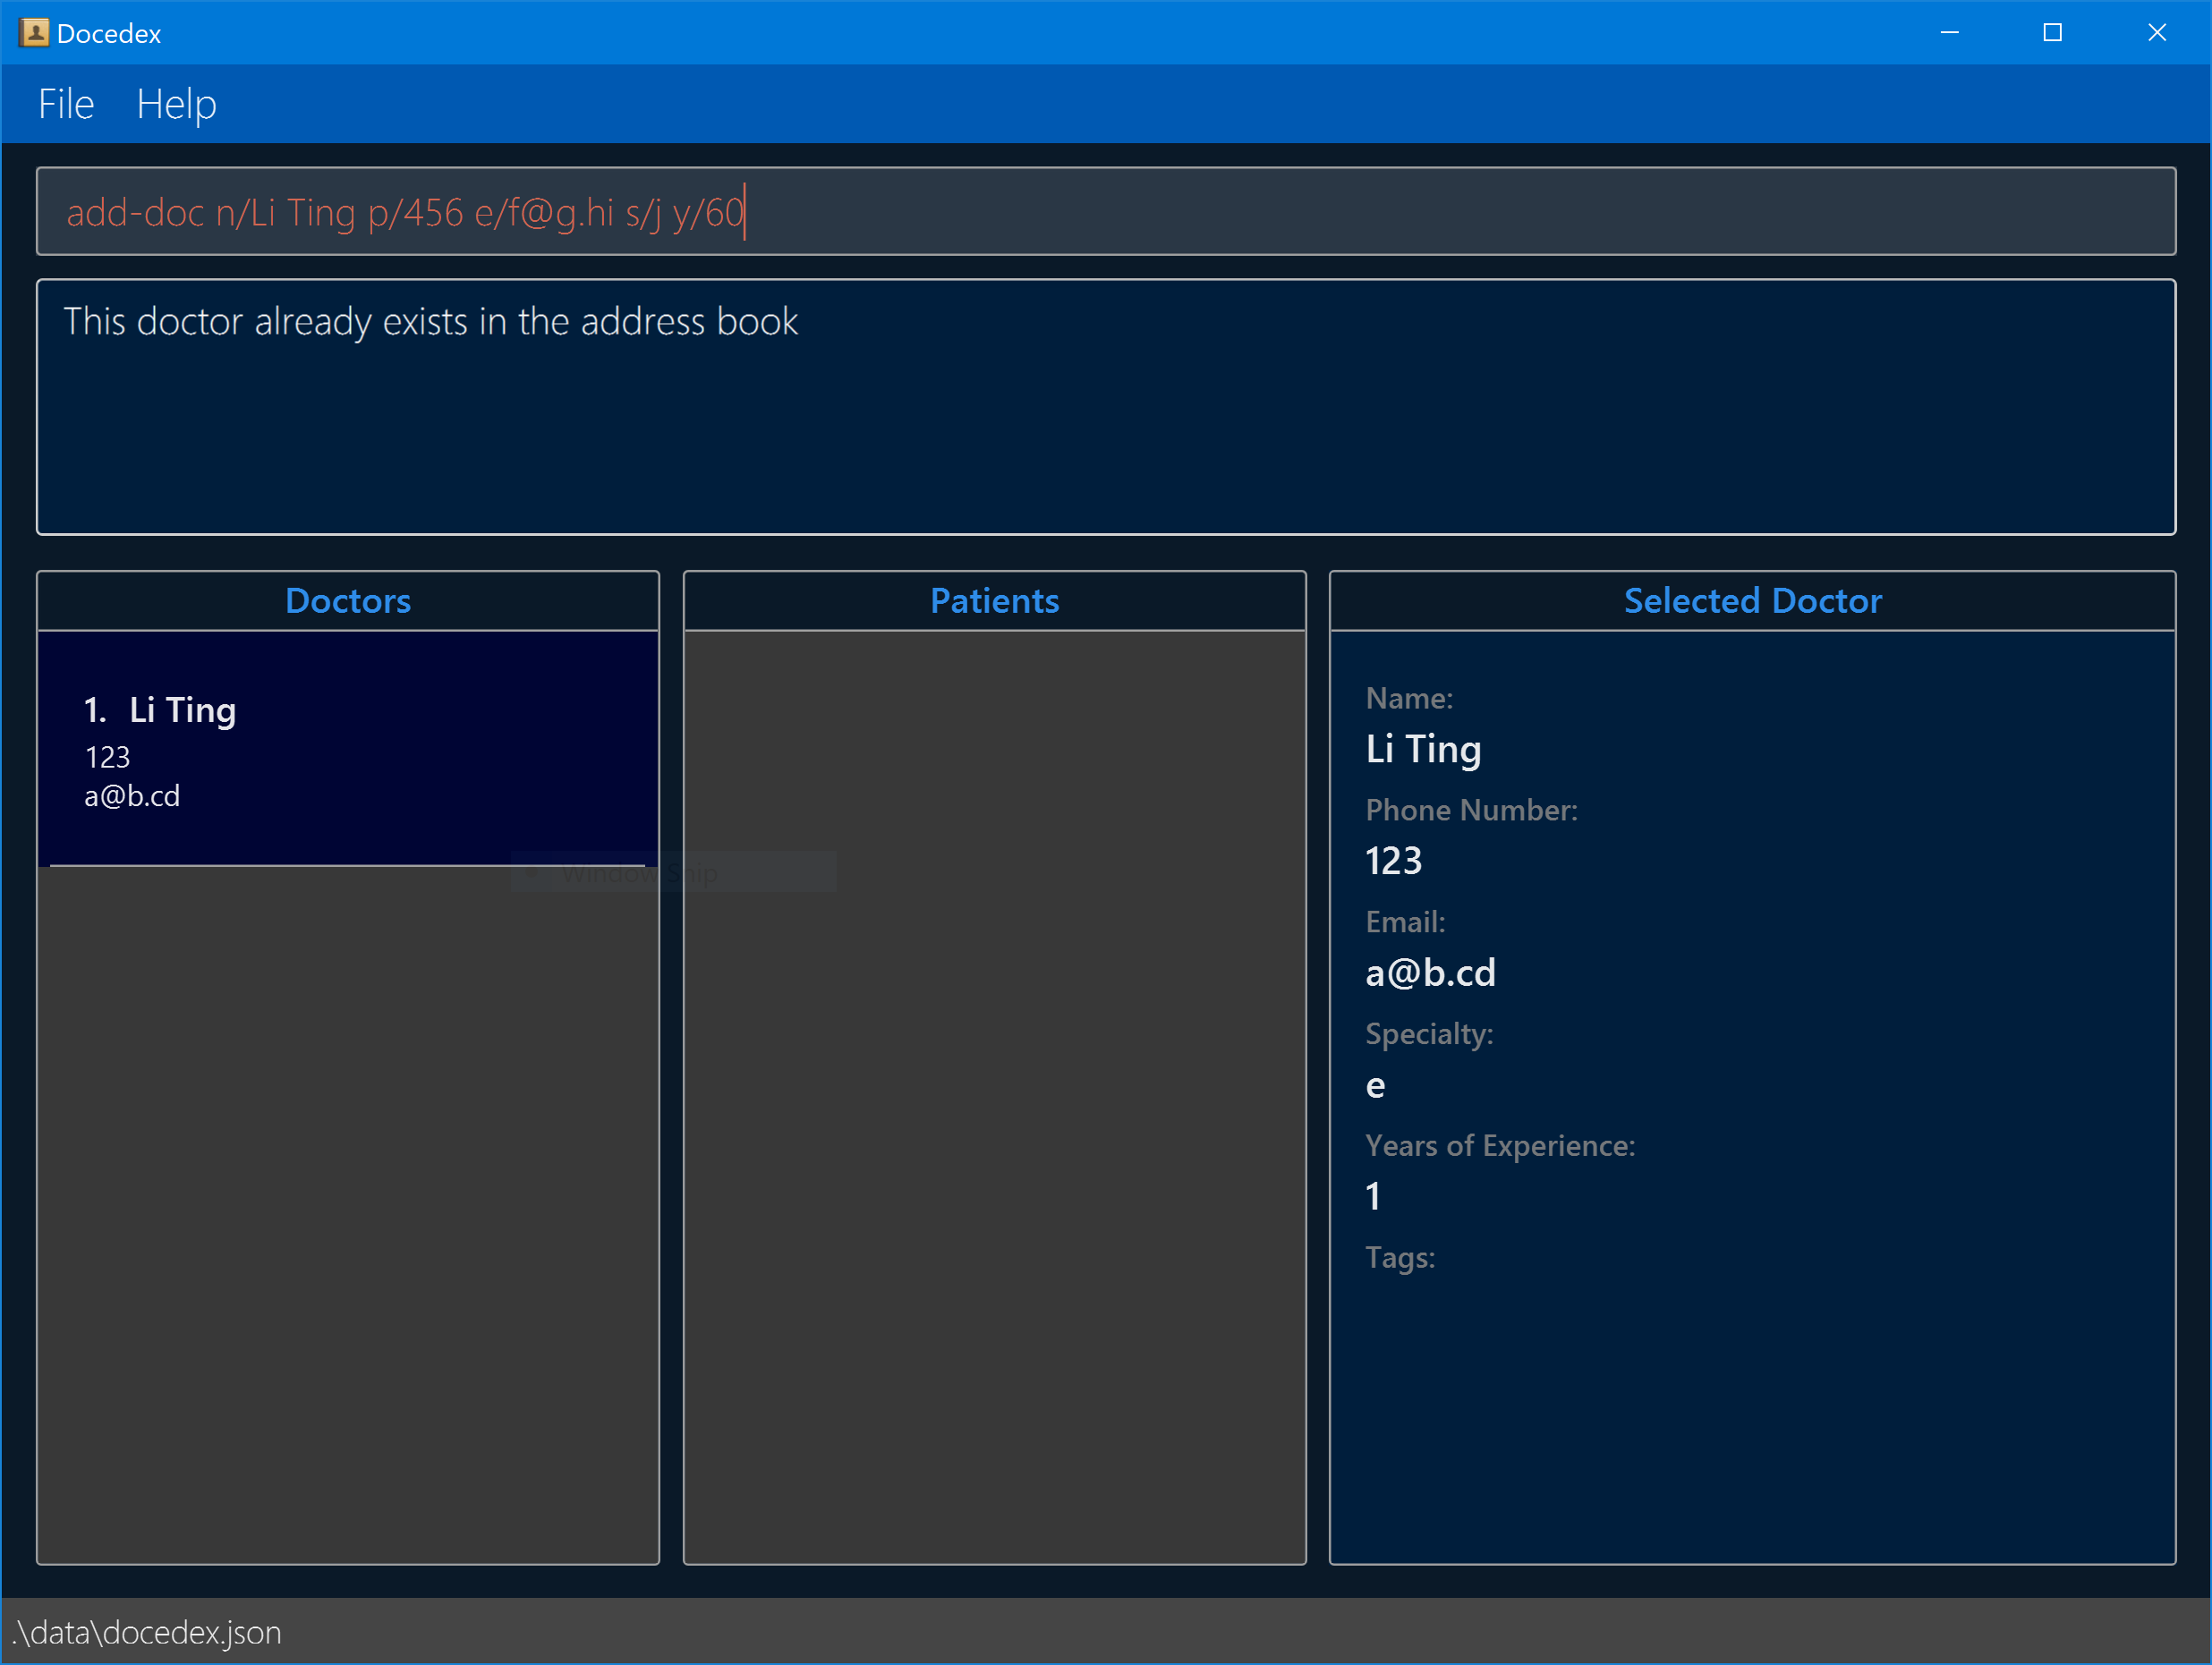 Docedex
File Help
add-doc n/Li Ting p/456 e/f@g.hi s/j y/60
This doctor already exists in the address book
Doctors
1. Li Ting
123
a@b.cd
Window Snip
Patients
Selected Doctor
Name:
Li Ting
Phone Number:
123
Email:
a@b.cd
Specialty:
e
Years of Experience:
1
Tags:
.\data\docedex.json